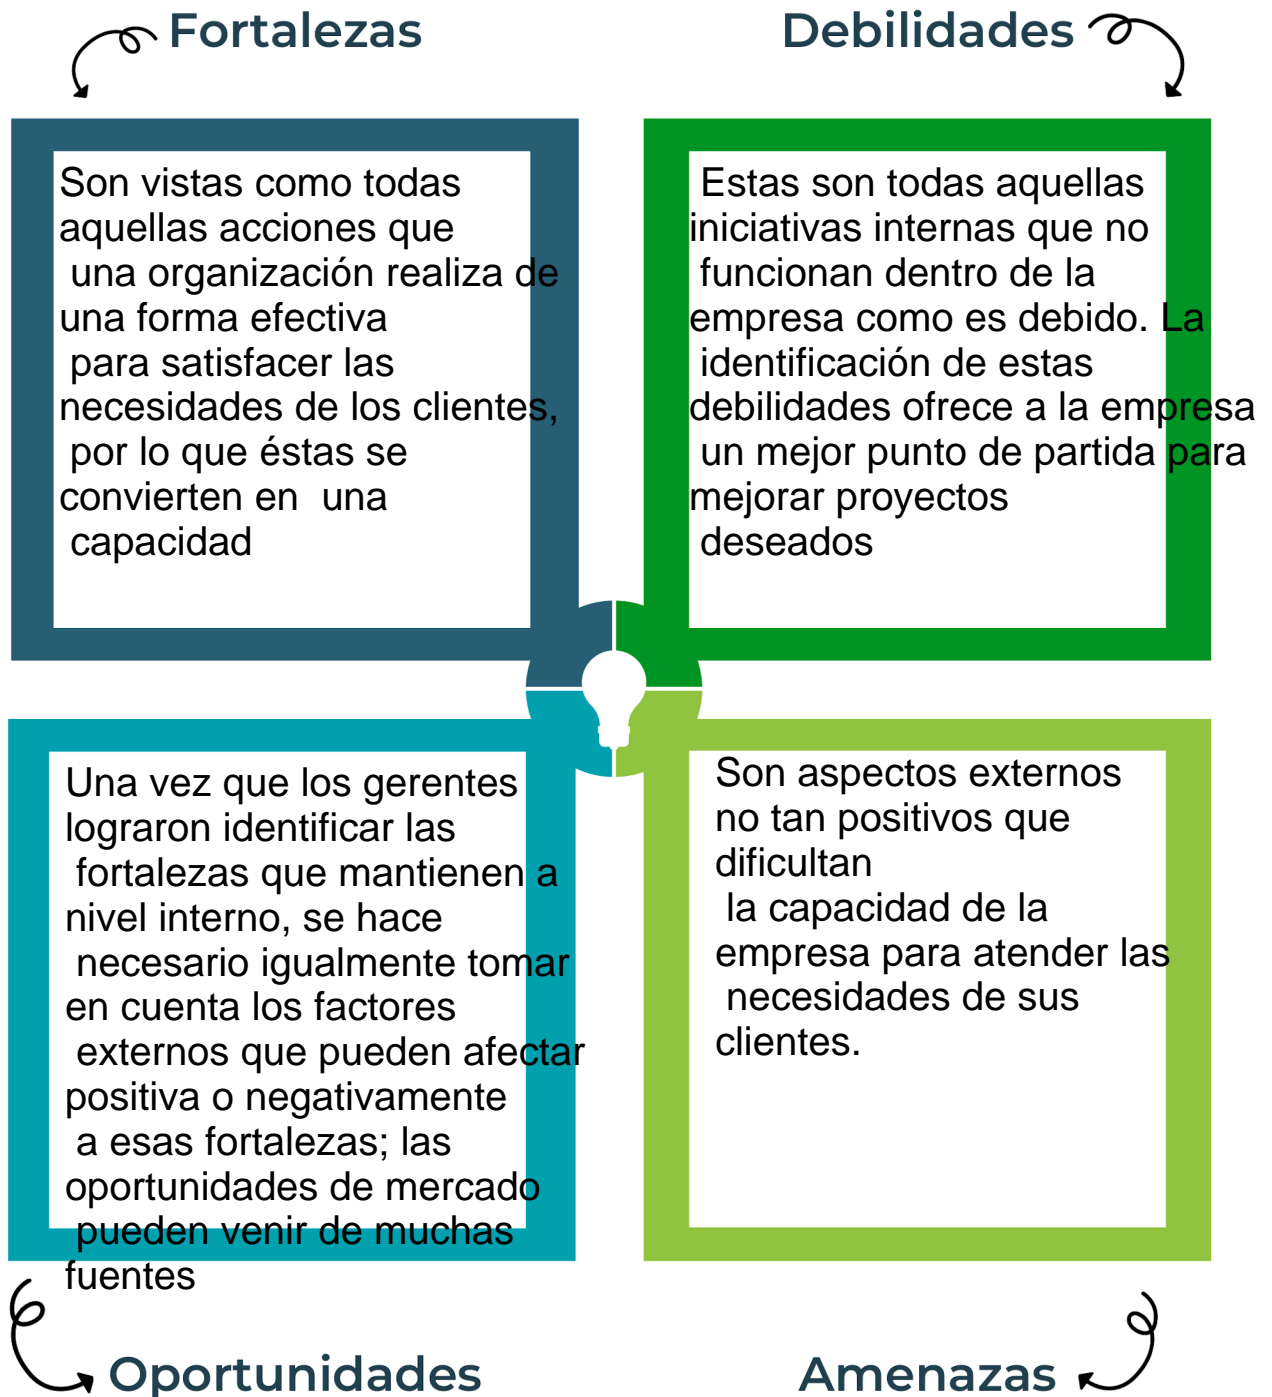 Fortalezas
Son vistas como todas
aquellas acciones que
una organización realiza de
una forma efectiva
para satisfacer las
necesidades de los clientes,
por lo que éstas se
convierten en  una
capacidad
Debilidades
Estas son todas aquellas
iniciativas internas que no
funcionan dentro de la
empresa como es debido. La
identificación de estas
debilidades ofrece a la empresa
un mejor punto de partida para
mejorar proyectos
deseados
Una vez que los gerentes
lograron identificar las
fortalezas que mantienen a
nivel interno, se hace
necesario igualmente tomar
en cuenta los factores
externos que pueden afectar
positiva o negativamente
a esas fortalezas; las
oportunidades de mercado
pueden venir de muchas
fuentes
Oportunidades
Son aspectos externos
no tan positivos que
dificultan
la capacidad de la
empresa para atender las
necesidades de sus
clientes.
Amenazas